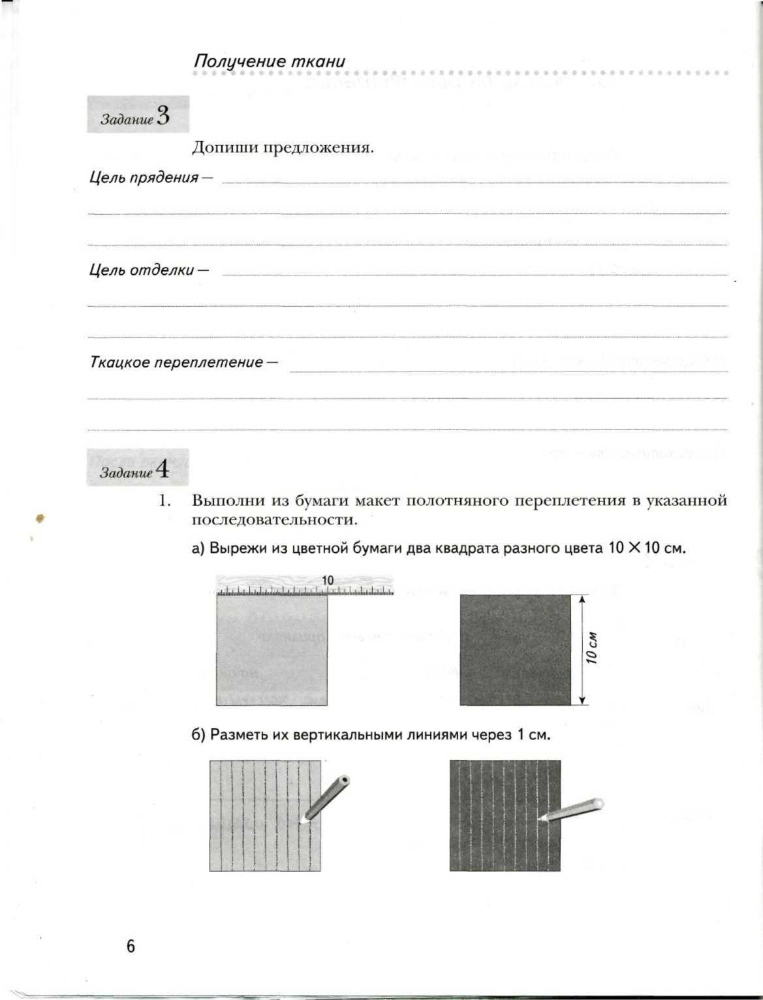 Получение ткани
Задание 3
Допиши предложения.
Цель прядения —
Цель отделки —
Ткацкое переплетение —
Задание 4
1. Выполни из бумаги макет полотняного переплетения в указанной
последовательности.
а) Вырежи из цветной бумаги два квадрата разного цвета 10 × 10 см.
10
10 см
б) Разметь их вертикальными линиями через 1 см.
6